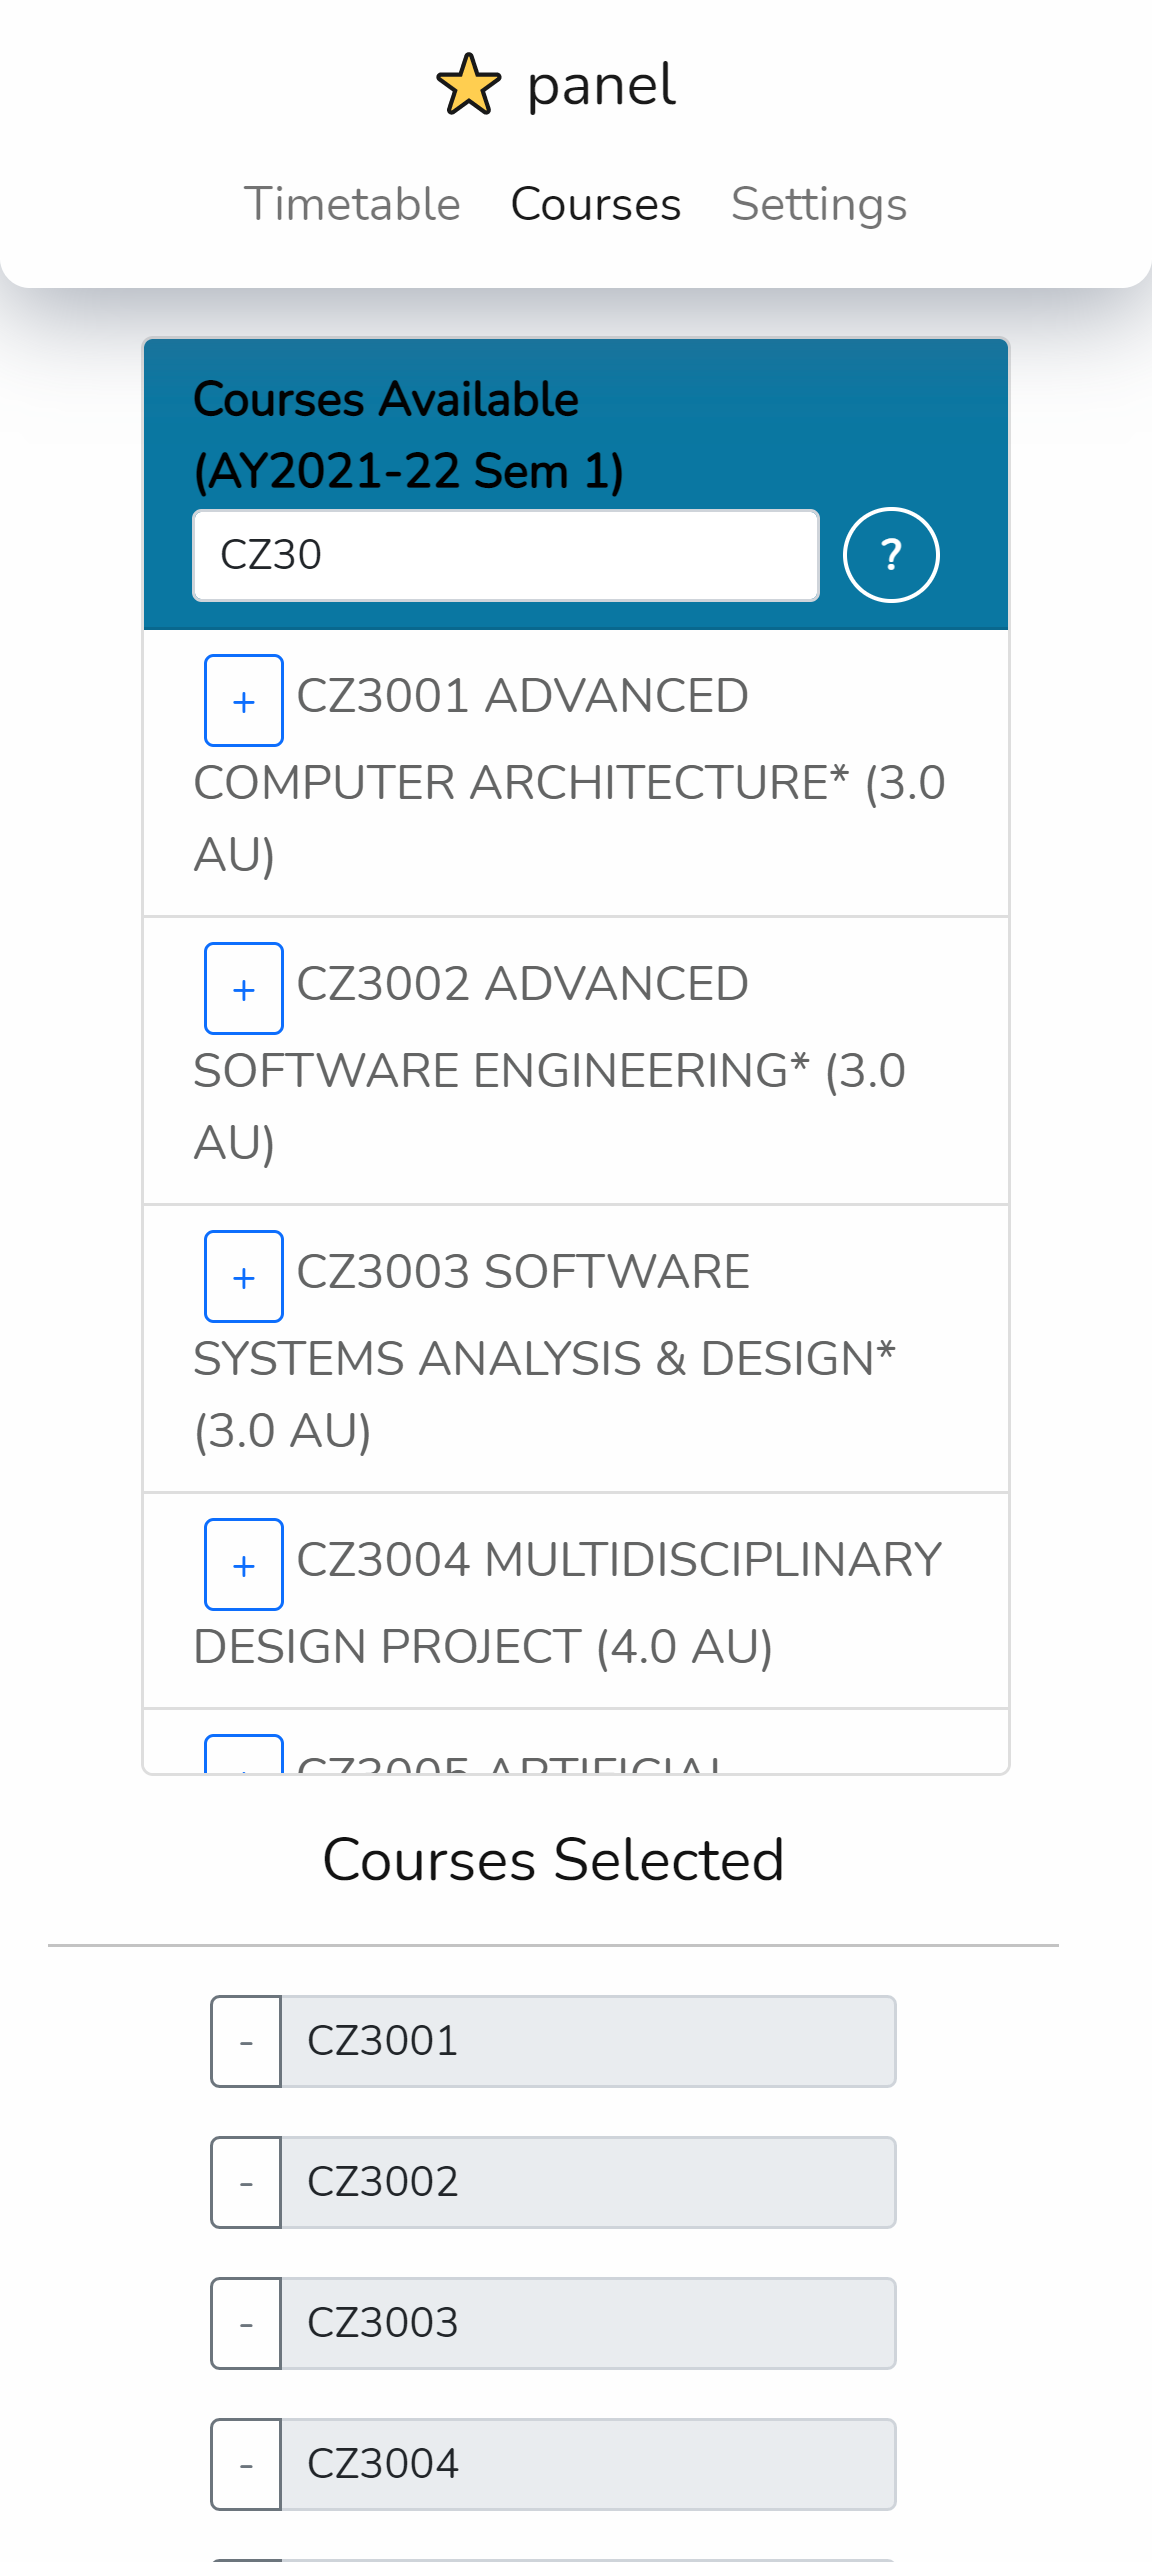 panel
Timetable Courses Settings
Courses Available
(AY2021-22 Sem 1)
CZ30
?
+ CZ3001 ADVANCED
COMPUTER ARCHITECTURE* (3.0
AU)
+ CZ3002 ADVANCED
SOFTWARE ENGINEERING* (3.0
AU)
+ CZ3003 SOFTWARE
SYSTEMS ANALYSIS & DESIGN*
(3.0 AU)
+ CZ3004 MULTIDISCIPLINARY
DESIGN PROJECT (4.0 AU)
CZ3005 ARTIFICIAL
Courses Selected
- CZ3001
- CZ3002
- CZ3003
- CZ3004